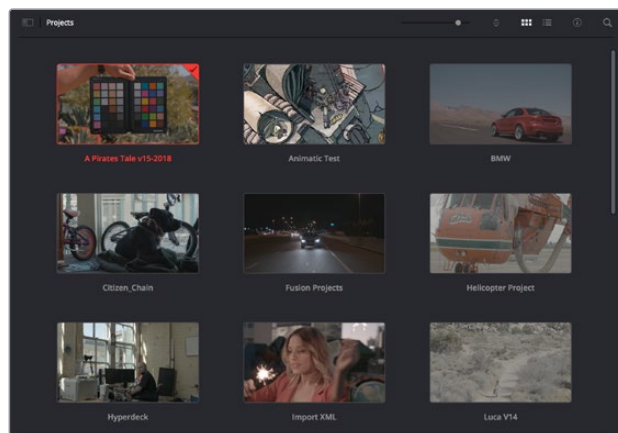 Projects
A Pirates Tale v15-2018
Animatic Test
BMW
Citizen_Chain
Fusion Projects
Helicopter Project
Hyperdeck
Import XML
Luca V14